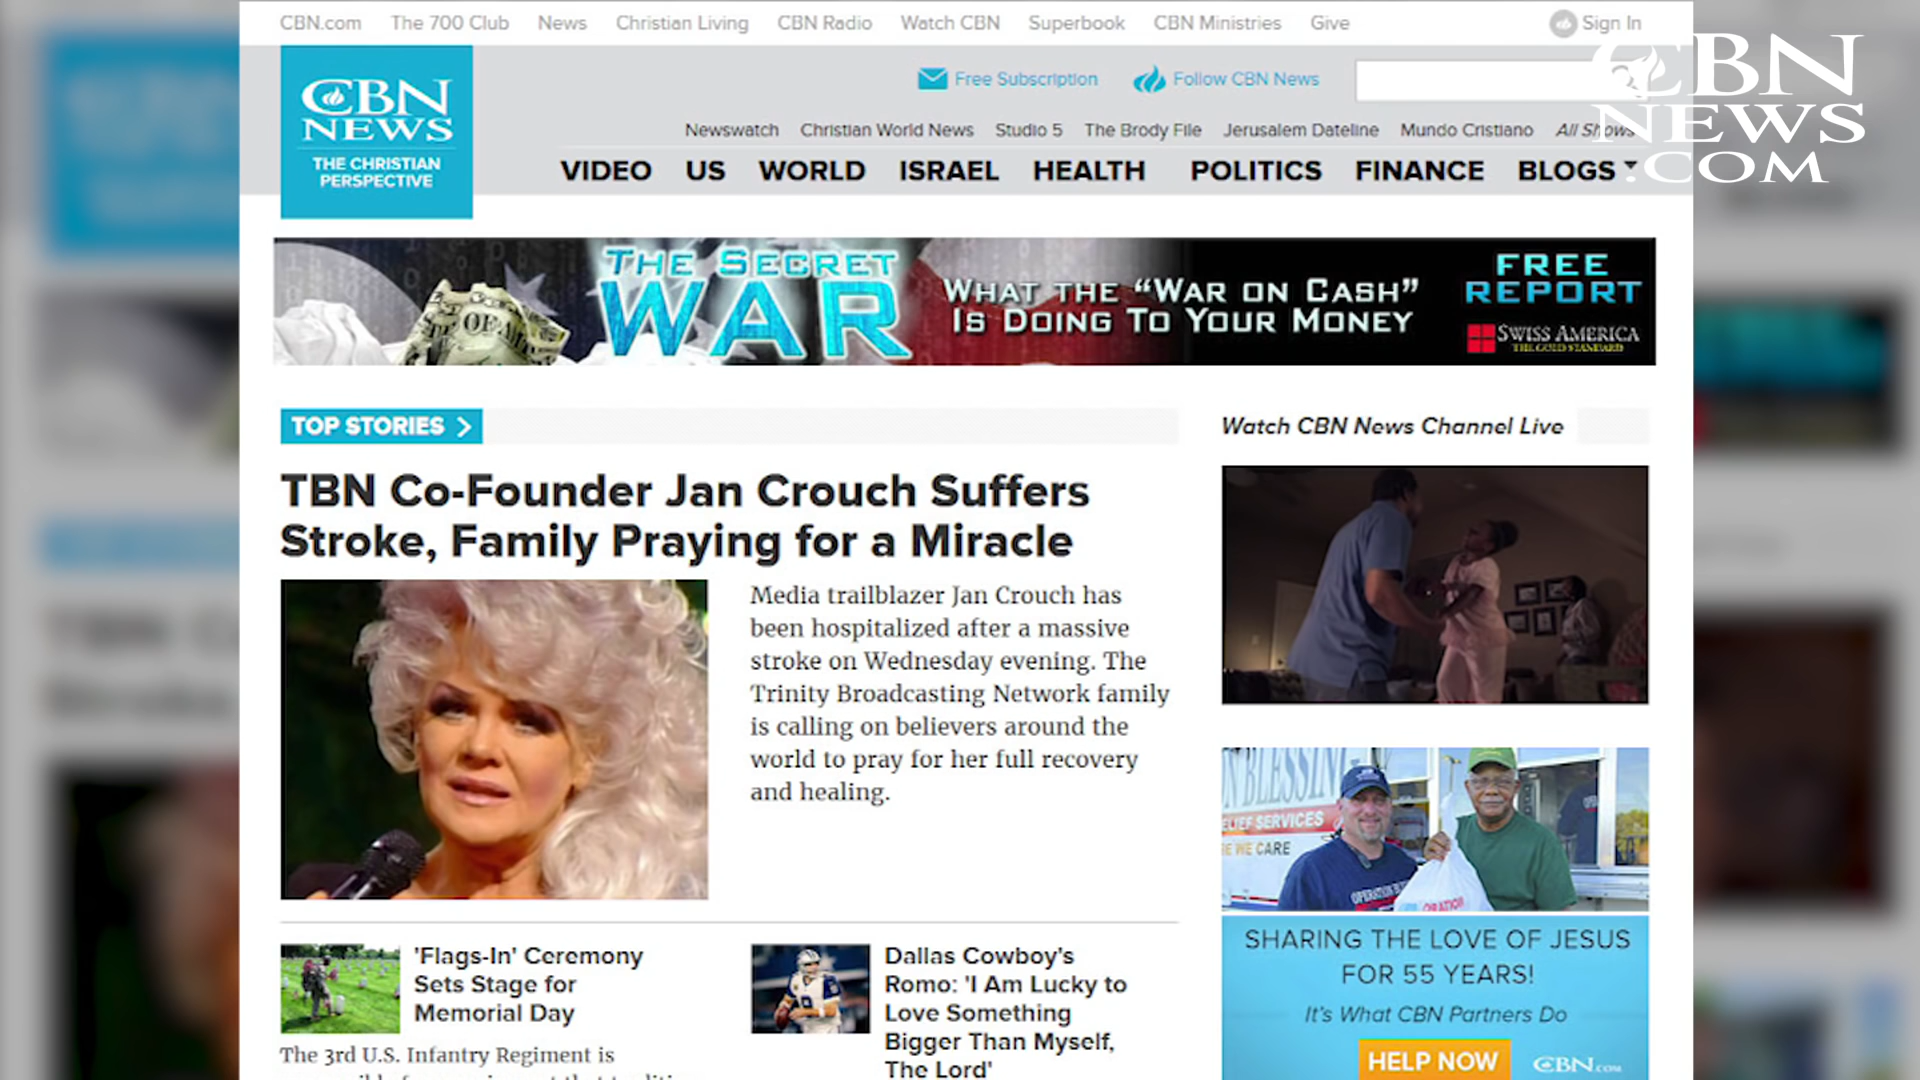 CBN.com The 700 Club News Christian Living CBN Radio Watch CBN Superbook CBN Ministries Give Sign In
CBN
NEWS
.COM
CBN
NEWS
THE CHRISTIAN
PERSPECTIVE
Free Subscription Follow CBN News
Newswatch Christian World News Studio 5 The Brody File Jerusalem Dateline Mundo Cristiano All Shows
VIDEO US WORLD ISRAEL HEALTH POLITICS FINANCE BLOGS
THE SECRET
WAR
WHAT THE "WAR ON CASH"
IS DOING TO YOUR MONEY
FREE
REPORT
SWISS AMERICA
THE GOLD STANDARD
TOP STORIES
Watch CBN News Channel Live
TBN Co-Founder Jan Crouch Suffers
Stroke, Family Praying for a Miracle
Media trailblazer Jan Crouch has
been hospitalized after a massive
stroke on Wednesday evening. The
Trinity Broadcasting Network family
is calling on believers around the
world to pray for her full recovery
and healing.
N BLESSIN
ELIEF SERVICES
E WE CARE
SHARING THE LOVE OF JESUS
FOR 55 YEARS!
It's What CBN Partners Do
HELP NOW CBN.COM
'Flags-In' Ceremony
Sets Stage for
Memorial Day
The 3rd U.S. Infantry Regiment is
Dallas Cowboy's
Romo: 'I Am Lucky to
Love Something
Bigger Than Myself,
The Lord'